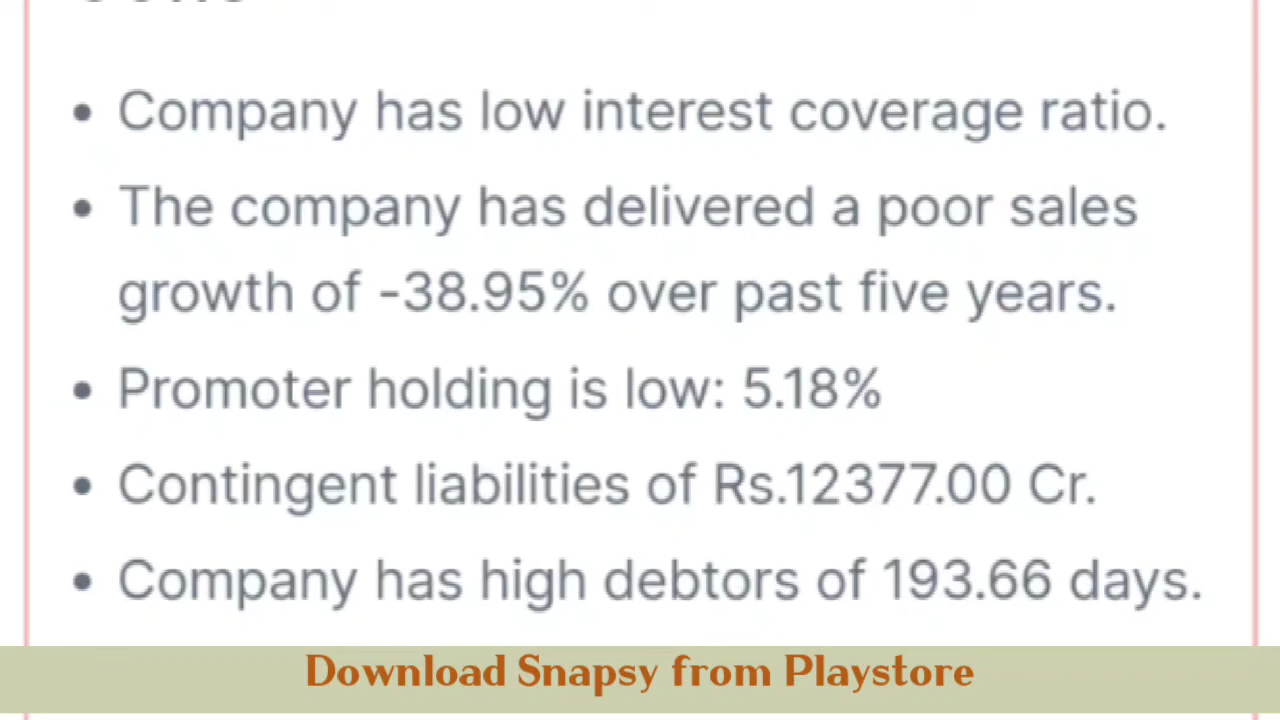 • Company has low interest coverage ratio.
• The company has delivered a poor sales
growth of -38.95% over past five years.
• Promoter holding is low: 5.18%
• Contingent liabilities of Rs.12377.00 Cr.
• Company has high debtors of 193.66 days.
Download Snapsy from Playstore